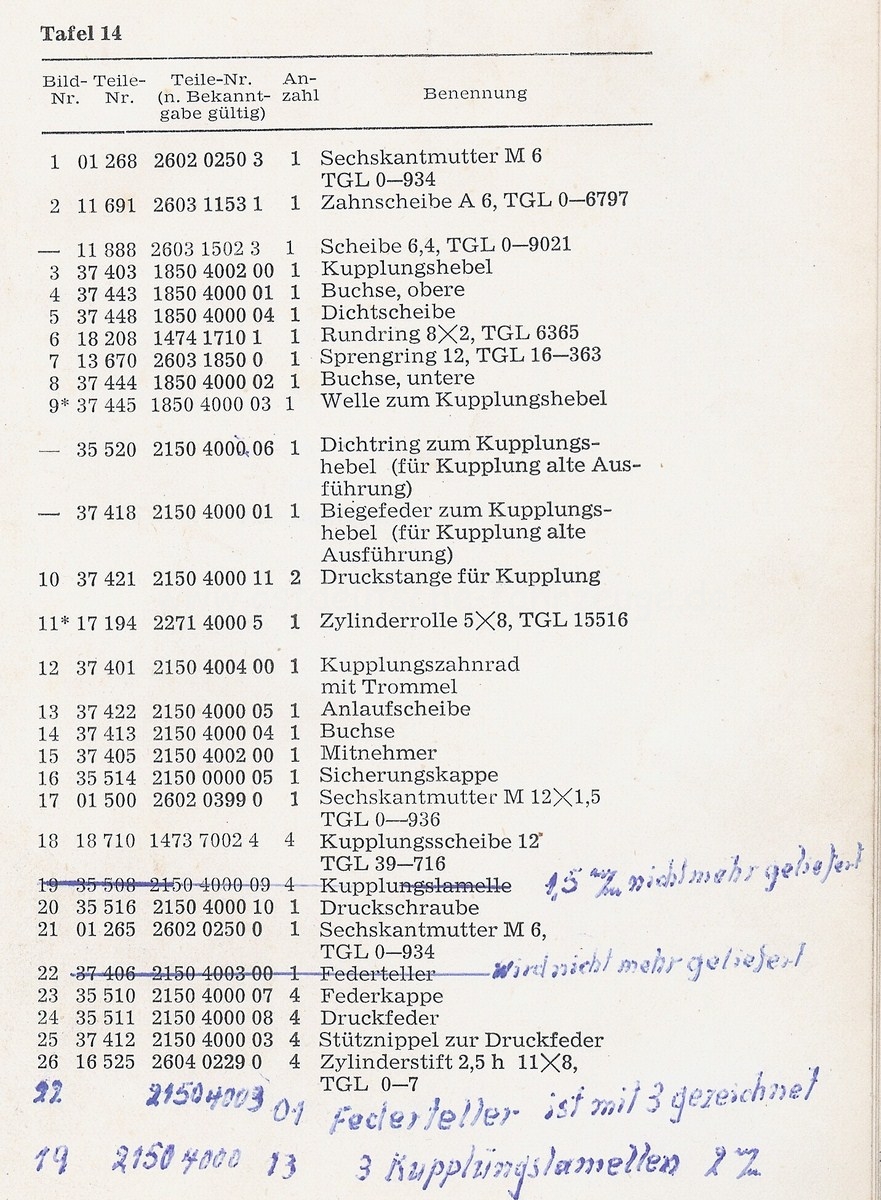 Tafel 14
Bild- Teile- Teile-Nr. An-
Nr. Nr. (n. Bekannt- zahl Benennung
gabe gültig)
1 01 268 2602 0250 3 1 Sechskantmutter M 6
TGL 0—934
2 11 691 2603 1153 1 1 Zahnscheibe A 6, TGL 0—6797
— 11 888 2603 1502 3 1 Scheibe 6,4, TGL 0—9021
3 37 403 1850 4002 00 1 Kupplungshebel
4 37 443 1850 4000 01 1 Buchse, obere
5 37 448 1850 4000 04 1 Dichtscheibe
6 18 208 1474 1710 1 1 Rundring 8×2, TGL 6365
7 13 670 2603 1850 0 1 Sprengring 12, TGL 16—363
8 37 444 1850 4000 02 1 Buchse, untere
9* 37 445 1850 4000 03 1 Welle zum Kupplungshebel
— 35 520 2150 4000 06 1 Dichtring zum Kupplungs-
hebel (für Kupplung alte Aus-
führung)
— 37 418 2150 4000 01 1 Biegefeder zum Kupplungs-
hebel (für Kupplung alte
Ausführung)
10 37 421 2150 4000 11 2 Druckstange für Kupplung
11* 17 194 2271 4000 5 1 Zylinderrolle 5×8, TGL 15516
12 37 401 2150 4004 00 1 Kupplungszahnrad
mit Trommel
13 37 422 2150 4000 05 1 Anlaufscheibe
14 37 413 2150 4000 04 1 Buchse
15 37 405 2150 4002 00 1 Mitnehmer
16 35 514 2150 0000 05 1 Sicherungskappe
17 01 500 2602 0399 0 1 Sechskantmutter M 12×1,5
TGL 0—936
18 18 710 1473 7002 4 4 Kupplungsscheibe 12
TGL 39—716
19 35 508 2150 4000 09 4 Kupplungslamelle 1,5 m/m nicht mehr geliefert
20 35 516 2150 4000 10 1 Druckschraube
21 01 265 2602 0250 0 1 Sechskantmutter M 6,
TGL 0—934
22 37 406 2150 4003 00 1 Federteller wird nicht mehr geliefert
23 35 510 2150 4000 07 4 Federkappe
24 35 511 2150 4000 08 4 Druckfeder
25 37 412 2150 4000 03 4 Stütznippel zur Druckfeder
26 16 525 2604 0229 0 4 Zylinderstift 2,5 h 11×8,
TGL 0—7
22 2150 4003 01 Federteller ist mit 3 gezeichnet
19 2150 4000 13 3 Kupplungslamellen 2 m/m